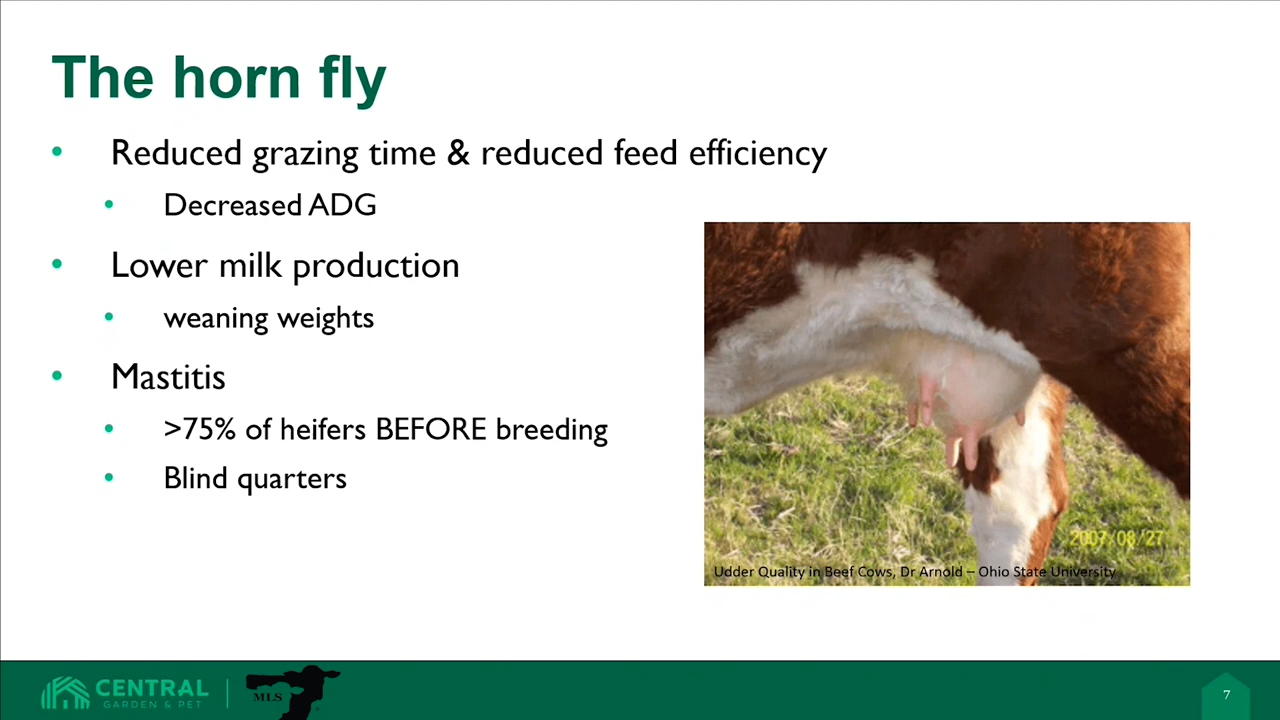 The horn fly
• Reduced grazing time & reduced feed efficiency
• Decreased ADG
• Lower milk production
• weaning weights
• Mastitis
• >75% of heifers BEFORE breeding
• Blind quarters
2007/08/27
Udder Quality in Beef Cows, Dr Arnold – Ohio State University
CENTRAL
GARDEN & PET
MLS
7